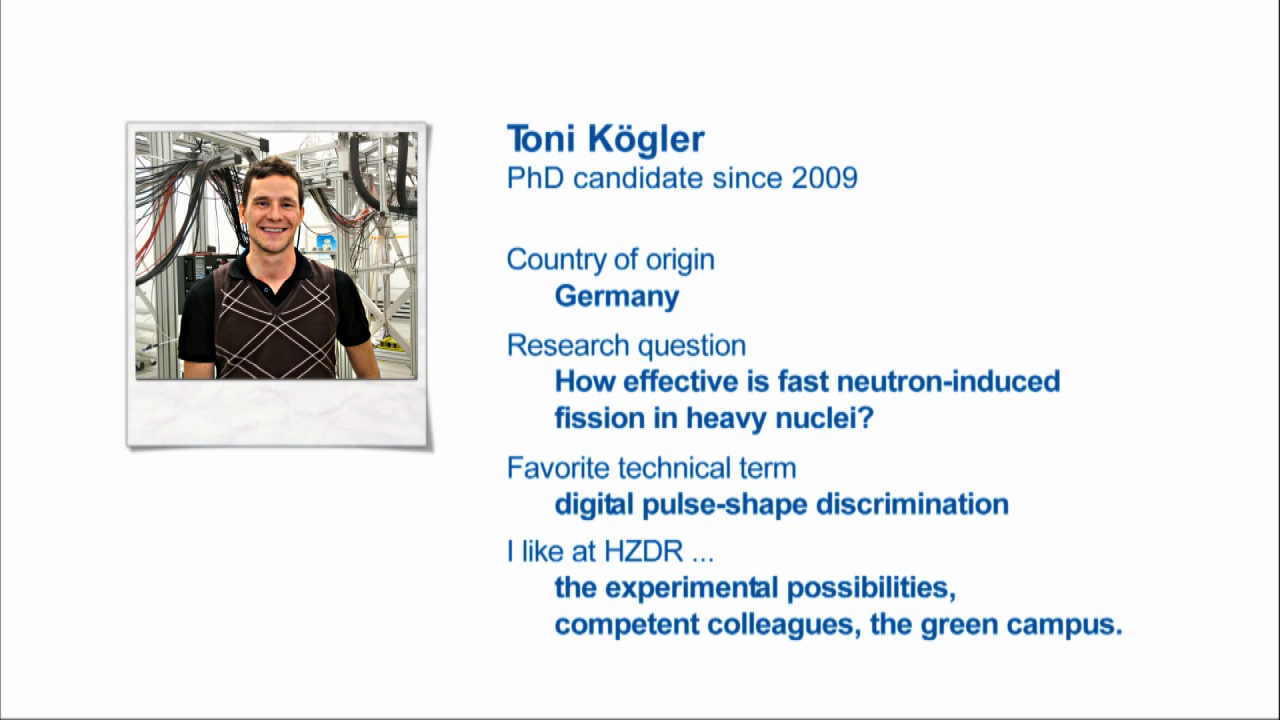 Toni Kögler
PhD candidate since 2009
Country of origin
Germany
Research question
How effective is fast neutron-induced
fission in heavy nuclei?
Favorite technical term
digital pulse-shape discrimination
I like at HZDR ...
the experimental possibilities,
competent colleagues, the green campus.